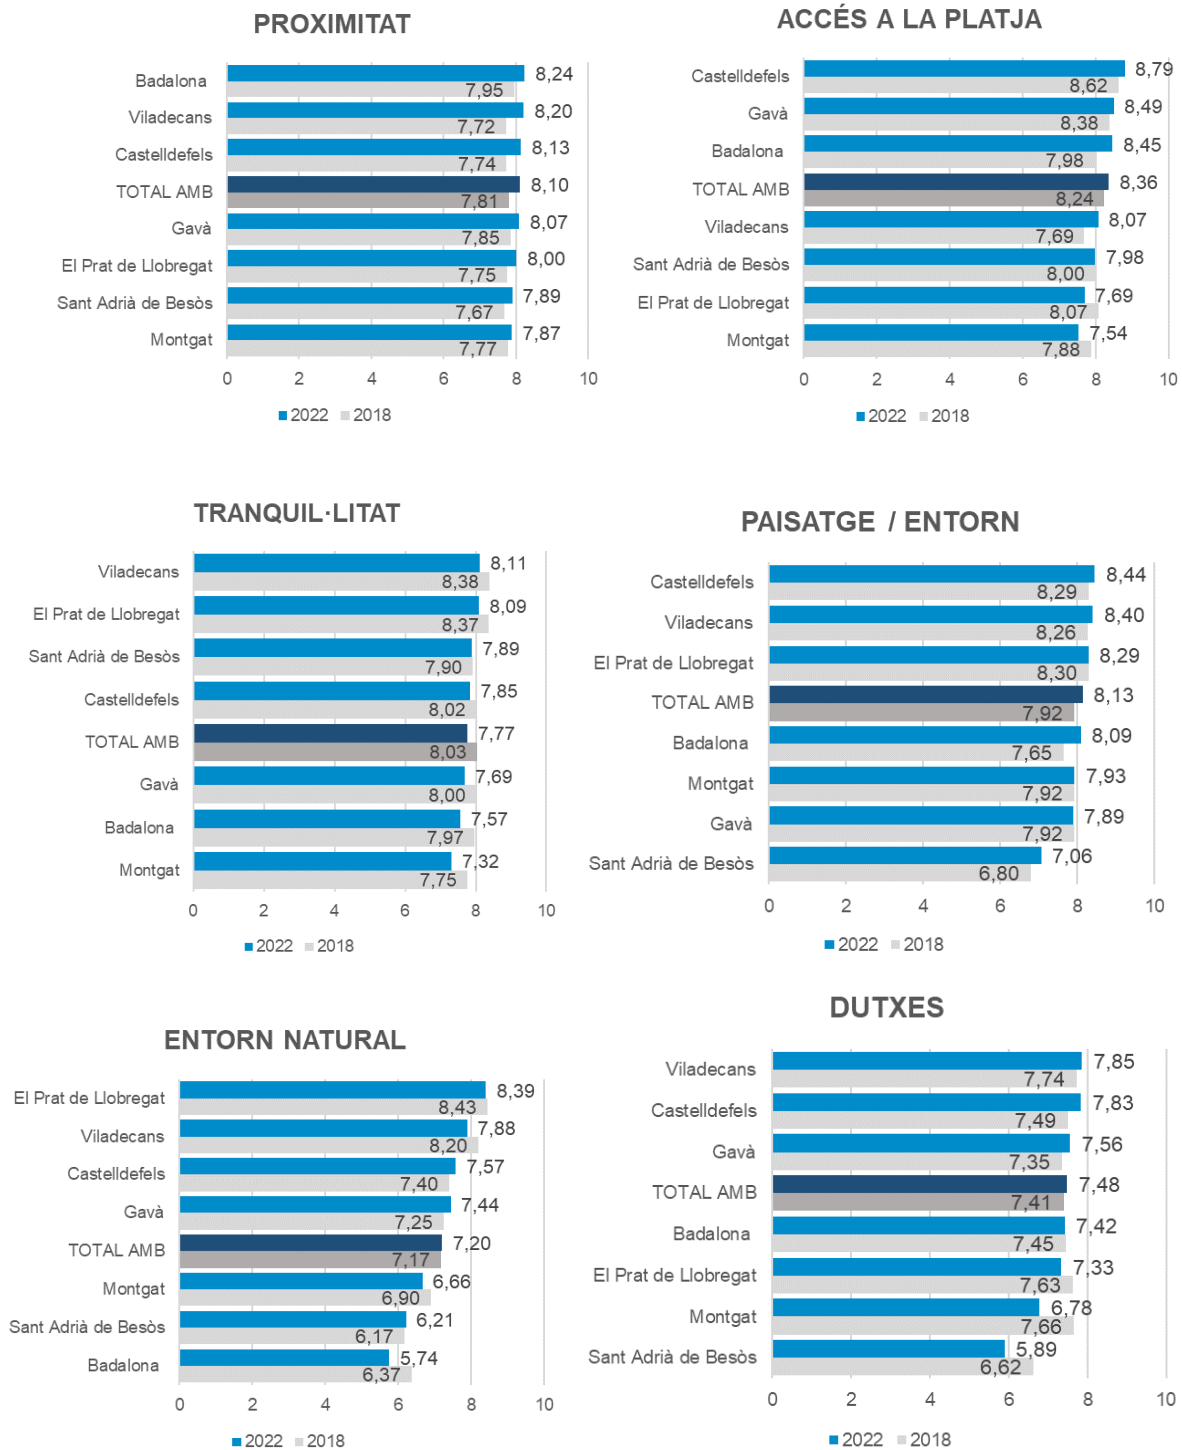 PROXIMITAT
Badalona 8,24
7,95
Viladecans 8,20
7,72
Castelldefels 8,13
7,74
TOTAL AMB 8,10
7,81
Gavà 8,07
7,85
El Prat de Llobregat 8,00
7,75
Sant Adrià de Besòs 7,89
7,67
Montgat 7,87
7,77
0 2 4 6 8 10
2022 2018
ACCÉS A LA PLATJA
Castelldefels 8,79
8,62
Gavà 8,49
8,38
Badalona 8,45
7,98
TOTAL AMB 8,36
8,24
Viladecans 8,07
7,69
Sant Adrià de Besòs 7,98
8,00
El Prat de Llobregat 7,69
8,07
Montgat 7,54
7,88
0 2 4 6 8 10
2022 2018
TRANQUIL·LITAT
Viladecans 8,11
8,38
El Prat de Llobregat 8,09
8,37
Sant Adrià de Besòs 7,89
7,90
Castelldefels 7,85
8,02
TOTAL AMB 7,77
8,03
Gavà 7,69
8,00
Badalona 7,57
7,97
Montgat 7,32
7,75
0 2 4 6 8 10
2022 2018
PAISATGE / ENTORN
Castelldefels 8,44
8,29
Viladecans 8,40
8,26
El Prat de Llobregat 8,29
8,30
TOTAL AMB 8,13
7,92
Badalona 8,09
7,65
Montgat 7,93
7,92
Gavà 7,89
7,92
Sant Adrià de Besòs 7,06
6,80
0 2 4 6 8 10
2022 2018
ENTORN NATURAL
El Prat de Llobregat 8,39
8,43
Viladecans 7,88
8,20
Castelldefels 7,57
7,40
Gavà 7,44
7,25
TOTAL AMB 7,20
7,17
Montgat 6,66
6,90
Sant Adrià de Besòs 6,21
6,17
Badalona 5,74
6,37
0 2 4 6 8 10
2022 2018
DUTXES
Viladecans 7,85
7,74
Castelldefels 7,83
7,49
Gavà 7,56
7,35
TOTAL AMB 7,48
7,41
Badalona 7,42
7,45
El Prat de Llobregat 7,33
7,63
Montgat 6,78
7,66
Sant Adrià de Besòs 5,89
6,62
0 2 4 6 8 10
2022 2018